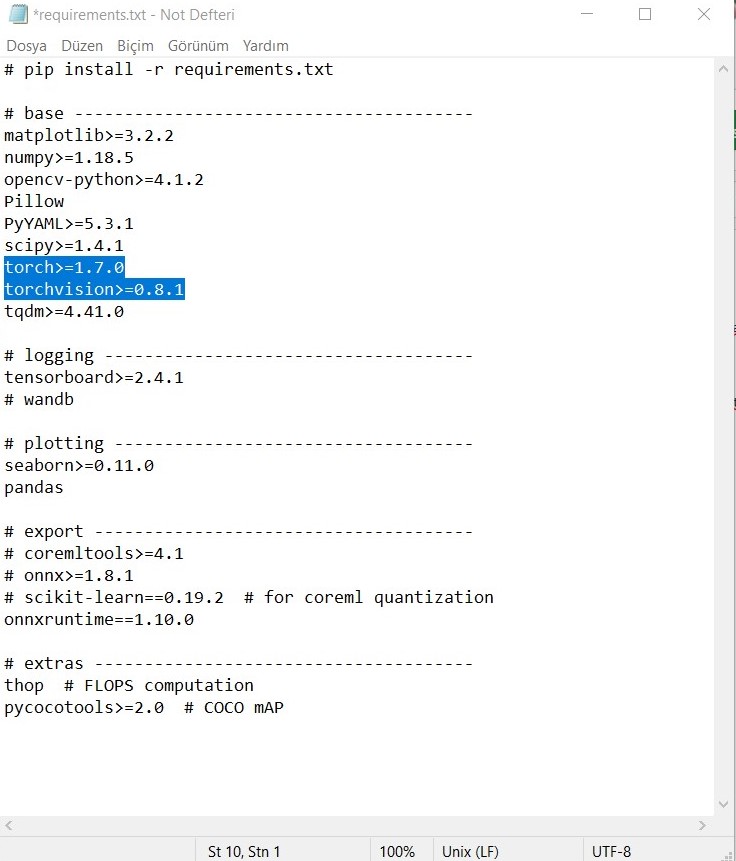 *requirements.txt - Not Defteri
Dosya Düzen Biçim Görünüm Yardım
# pip install -r requirements.txt
# base ----------------------------------------
matplotlib>=3.2.2
numpy>=1.18.5
opencv-python>=4.1.2
Pillow
PyYAML>=5.3.1
scipy>=1.4.1
torch>=1.7.0
torchvision>=0.8.1
tqdm>=4.41.0
# logging -------------------------------------
tensorboard>=2.4.1
# wandb
# plotting ------------------------------------
seaborn>=0.11.0
pandas
# export --------------------------------------
# coremltools>=4.1
# onnx>=1.8.1
# scikit-learn==0.19.2  # for coreml quantization
onnxruntime==1.10.0
# extras --------------------------------------
thop  # FLOPS computation
pycocotools>=2.0  # COCO mAP
St 10, Stn 1 100% Unix (LF) UTF-8